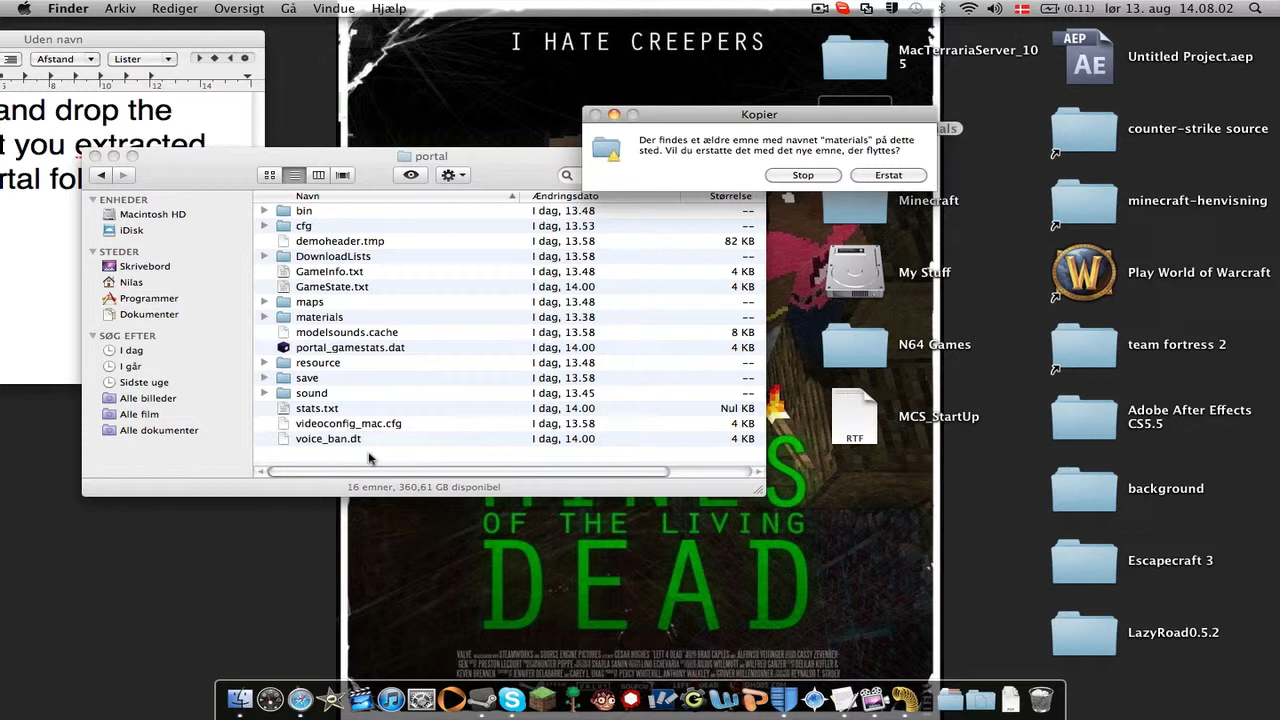 Finder Arkiv Rediger Oversigt Gå Vindue Hjælp
(0.11) lør 13. aug 14.08.02
Uden navn
Afstand Lister
6 8 10 12 14
and drop the
t you extracted
rtal fol
I HATE CREEPERS
Kopier
Der findes et ældre emne med navnet "materials" på dette
sted. Vil du erstatte det med det nye emne, der flyttes?
Stop Erstat
portal
Navn Ændringsdato Størrelse
ENHEDER
Macintosh HD
iDisk
STEDER
Skrivebord
Nilas
Programmer
Dokumenter
SØG EFTER
I dag
I går
Sidste uge
Alle billeder
Alle film
Alle dokumenter
bin I dag, 13.48 --
cfg I dag, 13.53 --
demoheader.tmp I dag, 13.58 82 KB
DownloadLists I dag, 13.48 --
GameInfo.txt I dag, 13.48 4 KB
GameState.txt I dag, 14.00 4 KB
maps I dag, 13.48 --
materials I dag, 13.38 --
modelsounds.cache I dag, 13.58 8 KB
portal_gamestats.dat I dag, 14.00 4 KB
resource I dag, 13.48 --
save I dag, 13.58 --
sound I dag, 13.45 --
stats.txt I dag, 14.00 Nul KB
videoconfig_mac.cfg I dag, 13.58 4 KB
voice_ban.dt I dag, 14.00 4 KB
16 emner, 360,61 GB disponibel
MacTerrariaServer_10
5
ials
Minecraft
My Stuff
N64 Games
RTF
MCS_StartUp
AEP
AE
Untitled Project.aep
counter-strike source
minecraft-henvisning
Play World of Warcraft
team fortress 2
Adobe After Effects
CS5.5
background
Escapecraft 3
LazyRoad0.5.2
OF THE LIVING
DEAD